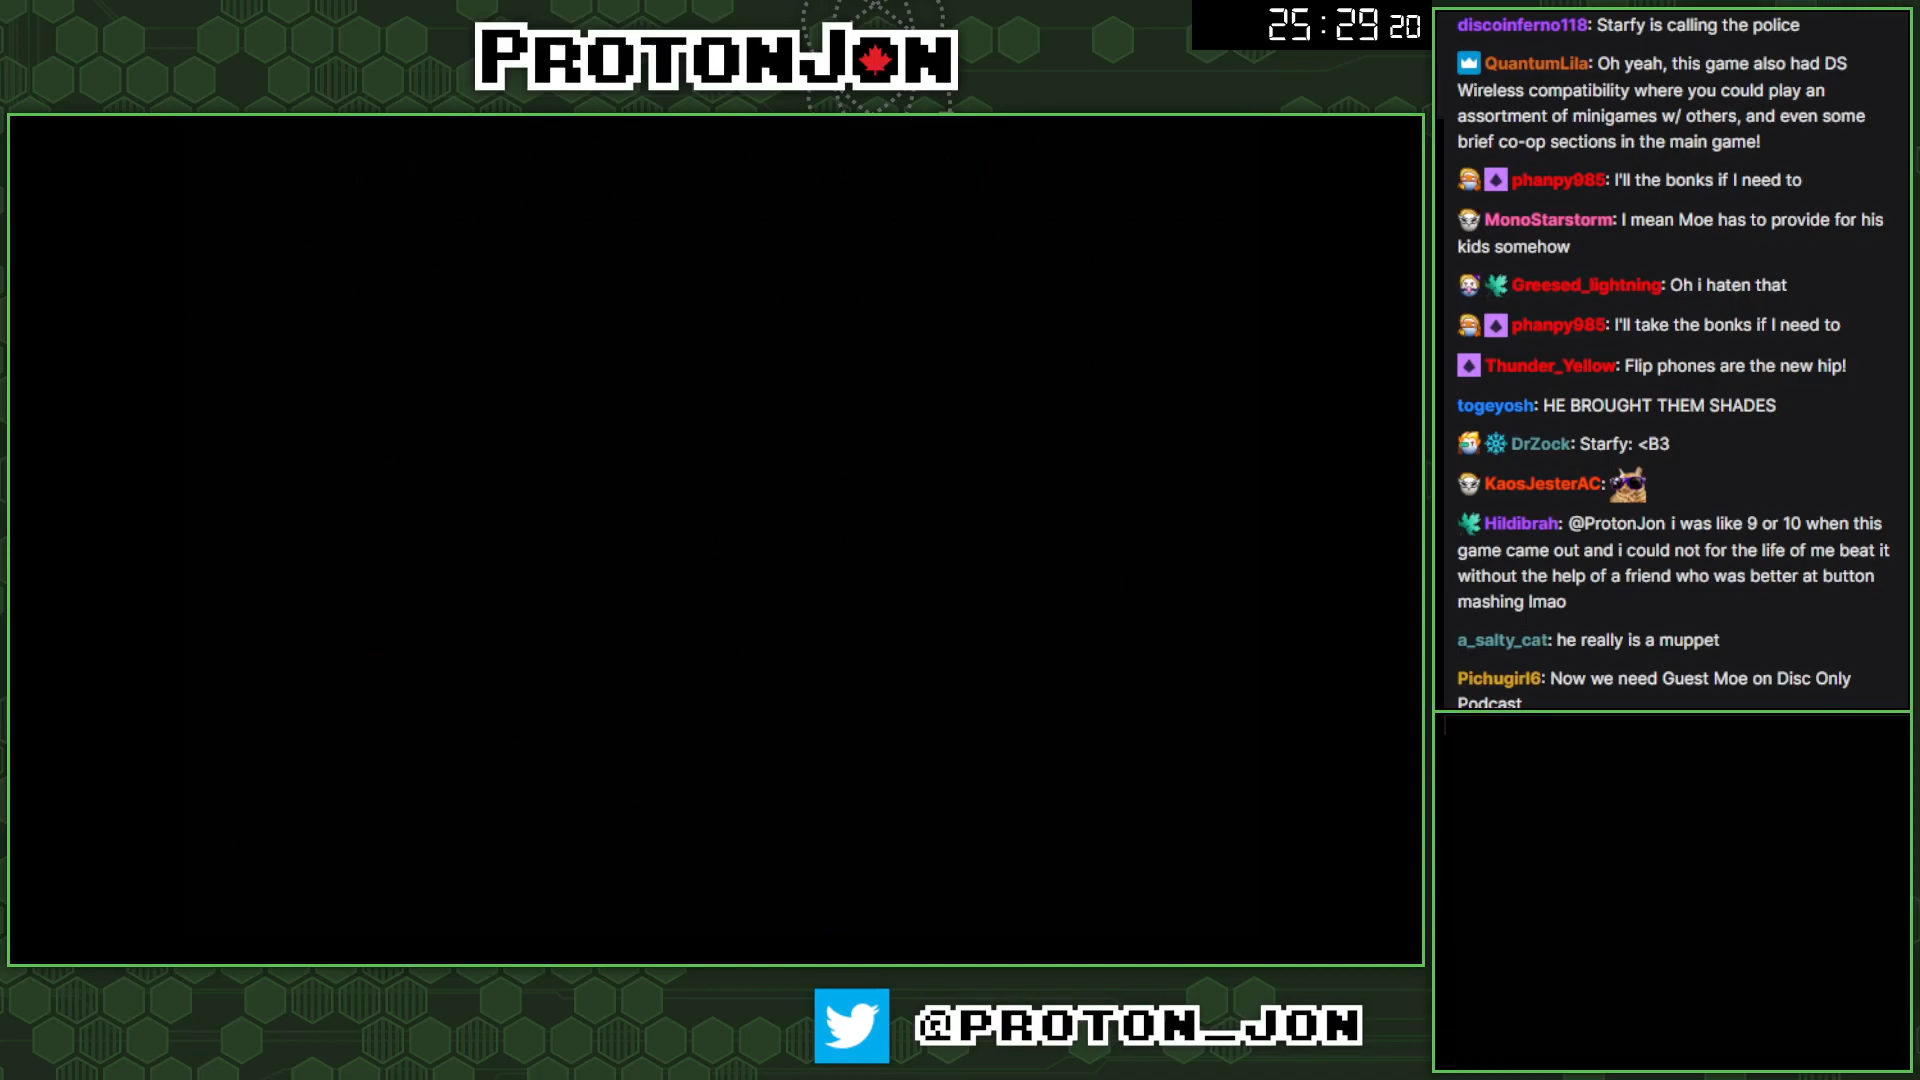 PROTONJON
25:29 20
discoinferno118: Starfy is calling the police
QuantumLila: Oh yeah, this game also had DS
Wireless compatibility where you could play an
assortment of minigames w/ others, and even some
brief co-op sections in the main game!
phanpy985: I'll the bonks if I need to
MonoStarstorm: I mean Moe has to provide for his
kids somehow
Greesed_lightning: Oh i haten that
phanpy985: I'll take the bonks if I need to
Thunder_Yellow: Flip phones are the new hip!
togeyosh: HE BROUGHT THEM SHADES
DrZock: Starfy: <B3
KaosJesterAC:
Hildibrah: @ProtonJon i was like 9 or 10 when this
game came out and i could not for the life of me beat it
without the help of a friend who was better at button
mashing lmao
a_salty_cat: he really is a muppet
Pichugirl6: Now we need Guest Moe on Disc Only
Podcast
@PROTON_JON